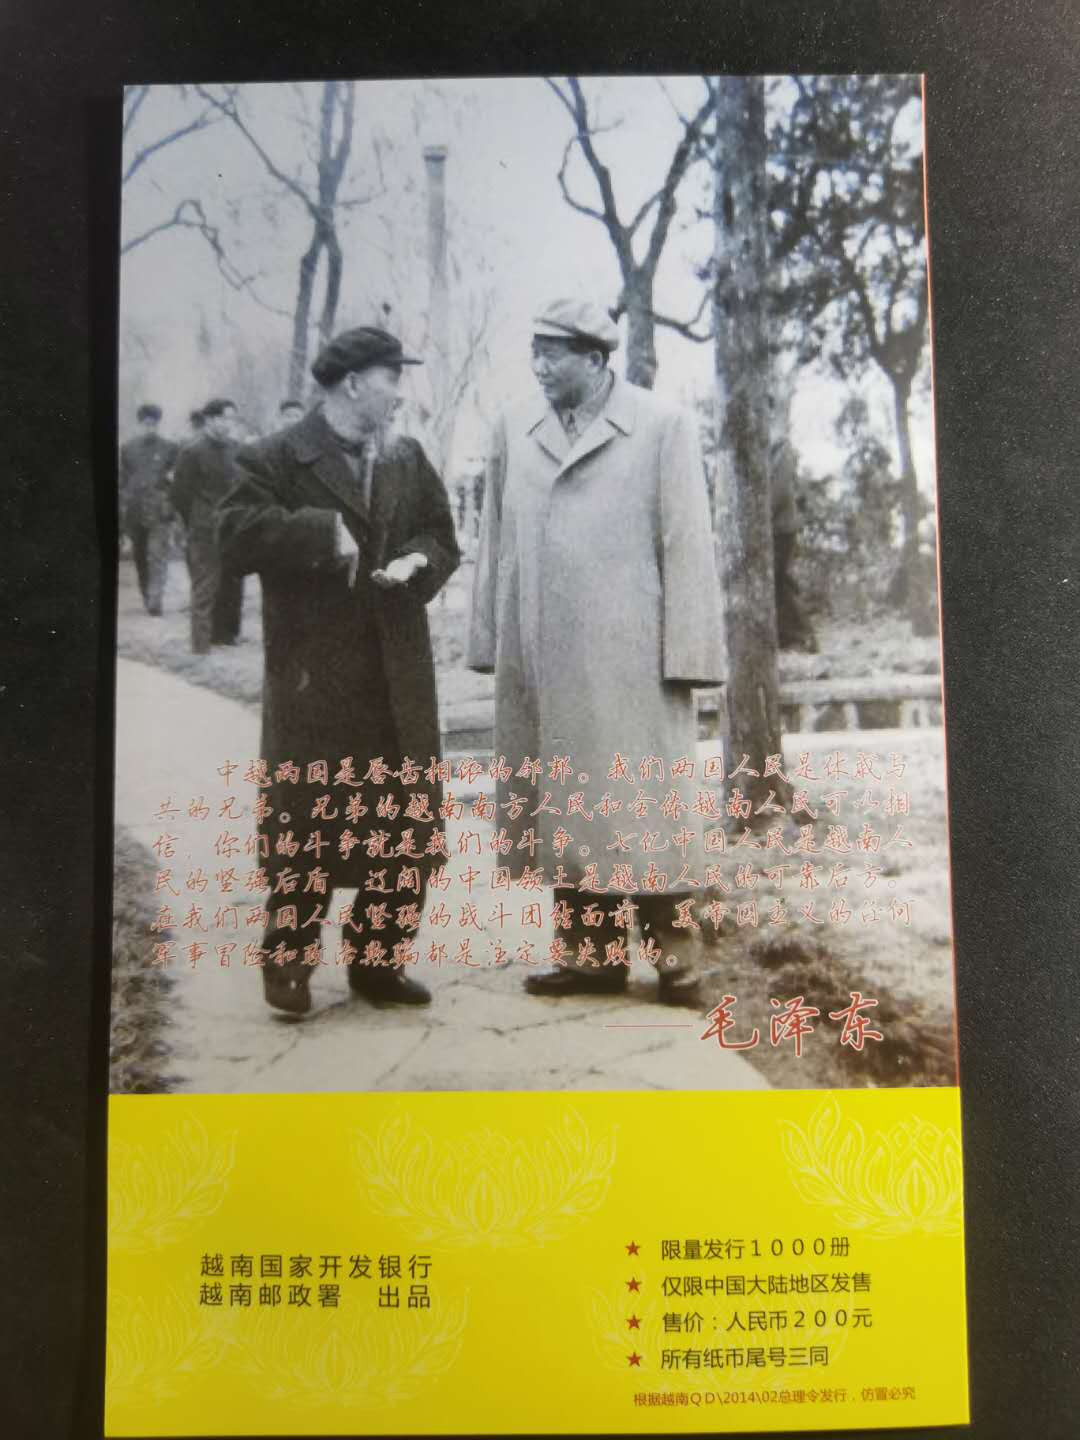 中越两国是唇齿相依的邻邦。我们两国人民是休戚与
共的兄弟。兄弟的越南南方人民和全体越南人民可以相
信，你们的斗争就是我们的斗争。七亿中国人民是越南人
民的坚强后盾 辽阔的中国领土是越南人民的可靠后方。
在我们两国人民坚强的战斗团结面前，美帝国主义的任何
军事冒险和政治欺骗都是注定要失败的。
——毛泽东
越南国家开发银行
越南邮政署 出品
★ 限量发行1000册
★ 仅限中国大陆地区发售
★ 售价：人民币200元
★ 所有纸币尾号三同
根据越南QD\2014\02总理令发行，仿冒必究